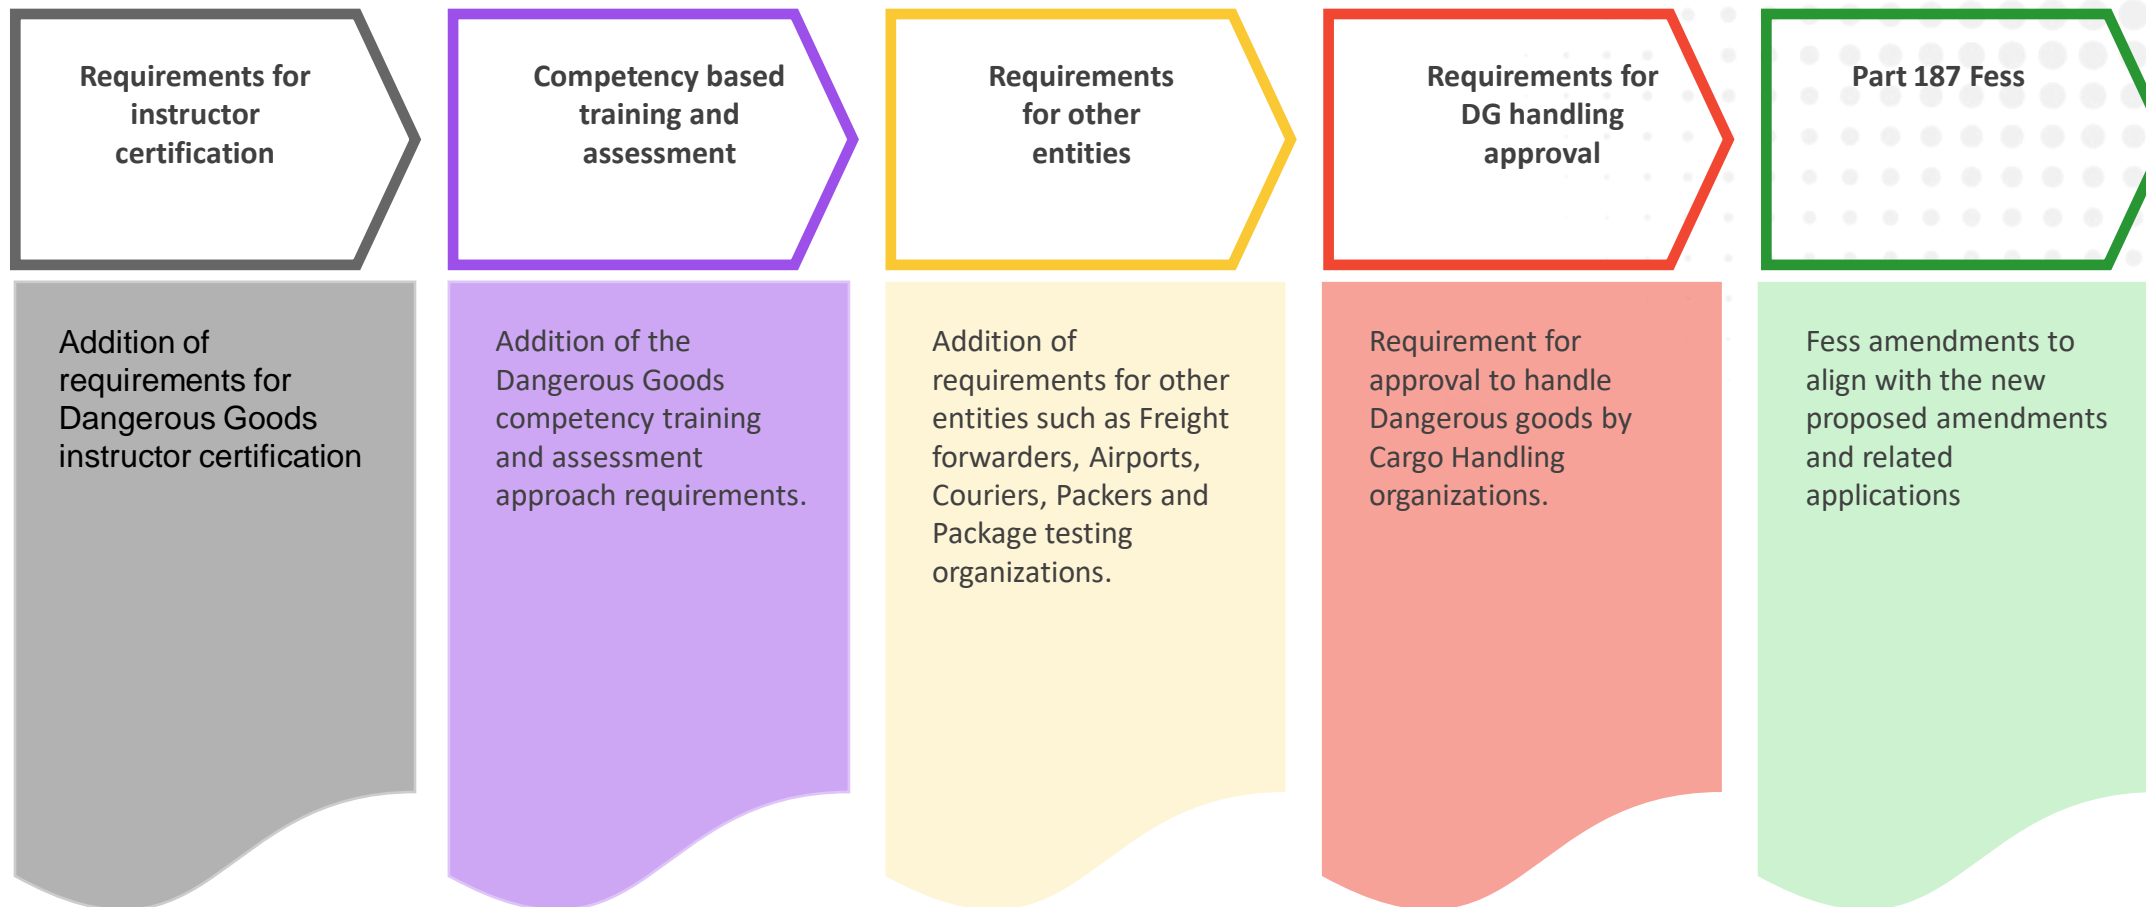 Requirements for
instructor
certification
Competency based
training and
assessment
Requirements
for other
entities
Requirements for
DG handling
approval
Part 187 Fess
Addition of
requirements for
Dangerous Goods
instructor certification
Addition of the
Dangerous Goods
competency training
and assessment
approach requirements.
Addition of
requirements for other
entities such as Freight
forwarders, Airports,
Couriers, Packers and
Package testing
organizations.
Requirement for
approval to handle
Dangerous goods by
Cargo Handling
organizations.
Fess amendments to
align with the new
proposed amendments
and related
applications